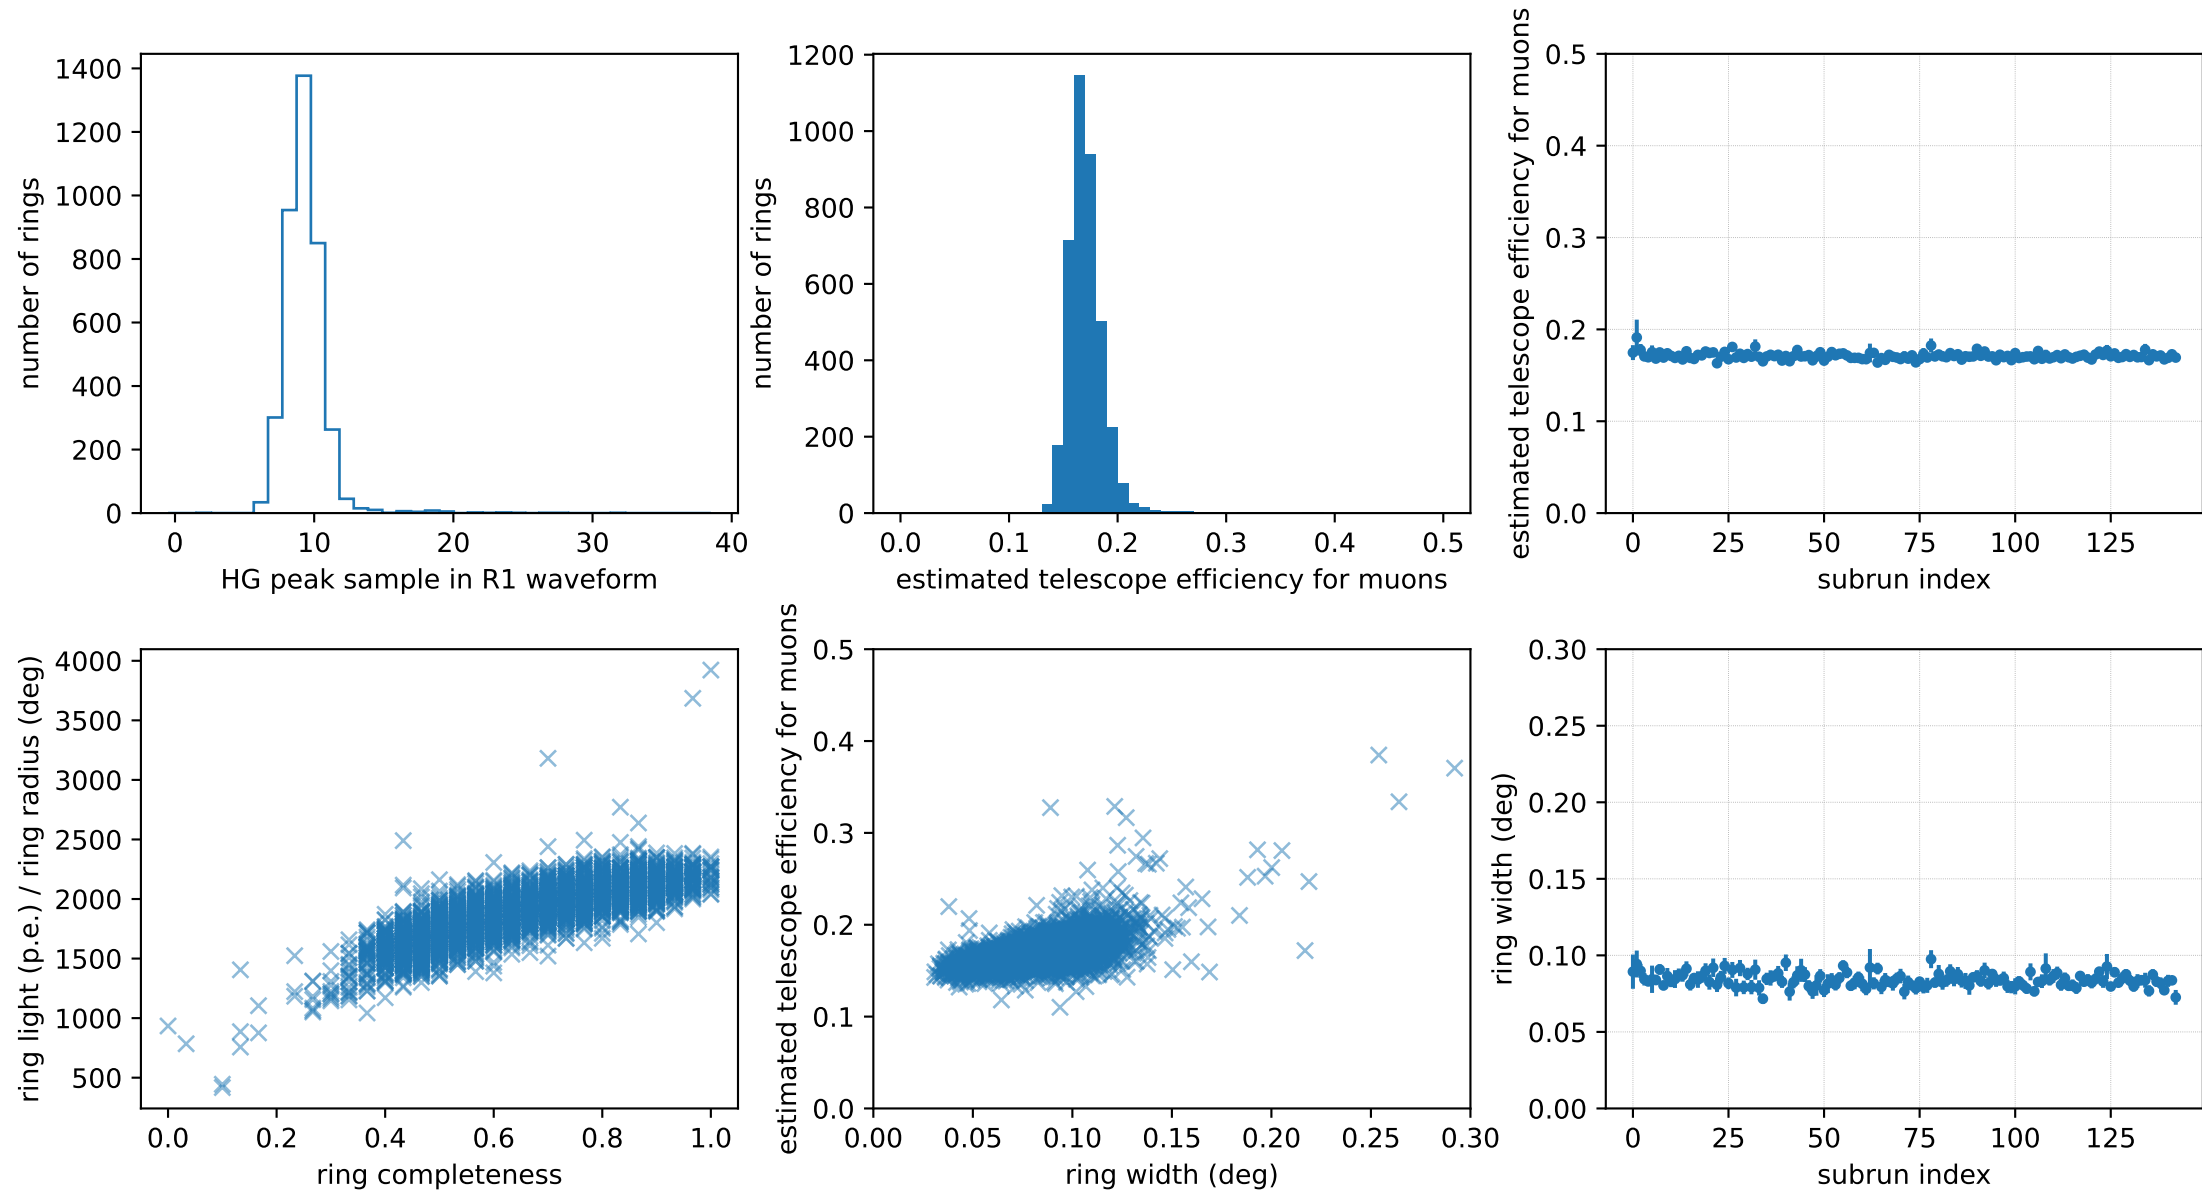 number of rings
1400
1200
1000
800
600
400
200
0
0 10 20 30 40
HG peak sample in R1 waveform
number of rings
1200
1000
800
600
400
200
0
0.0 0.1 0.2 0.3 0.4 0.5
estimated telescope efficiency for muons
estimated telescope efficiency for muons
0.5
0.4
0.3
0.2
0.1
0.0
0 25 50 75 100 125
subrun index
ring light (p.e.) / ring radius (deg)
4000
3500
3000
2500
2000
1500
1000
500
0.0 0.2 0.4 0.6 0.8 1.0
ring completeness
estimated telescope efficiency for muons
0.5
0.4
0.3
0.2
0.1
0.0
0.00 0.05 0.10 0.15 0.20 0.25 0.30
ring width (deg)
ring width (deg)
0.30
0.25
0.20
0.15
0.10
0.05
0.00
0 25 50 75 100 125
subrun index